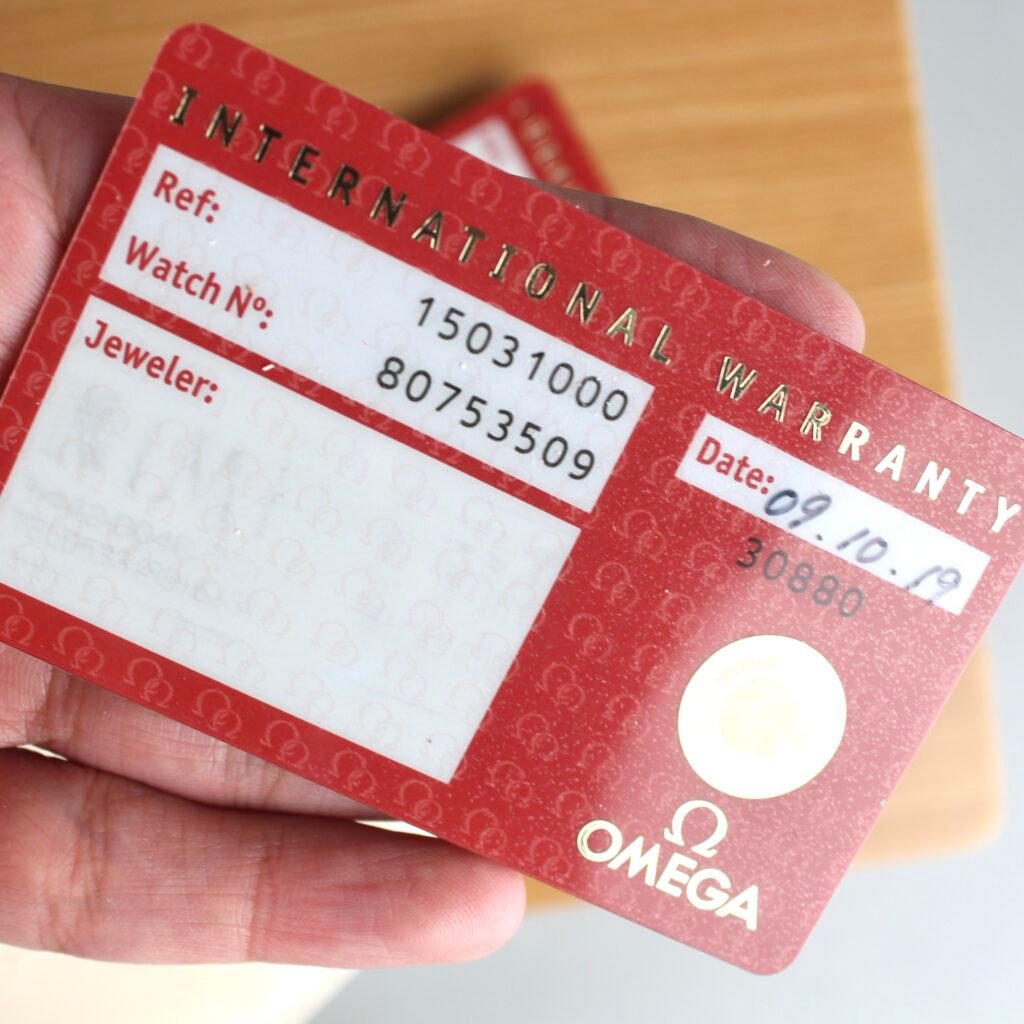 INTERNATIONAL WARRANTY
Ref: 15031000
Watch Nº: 80753509
Jeweler:
Date: 09.10.19
30880
Ω
OMEGA